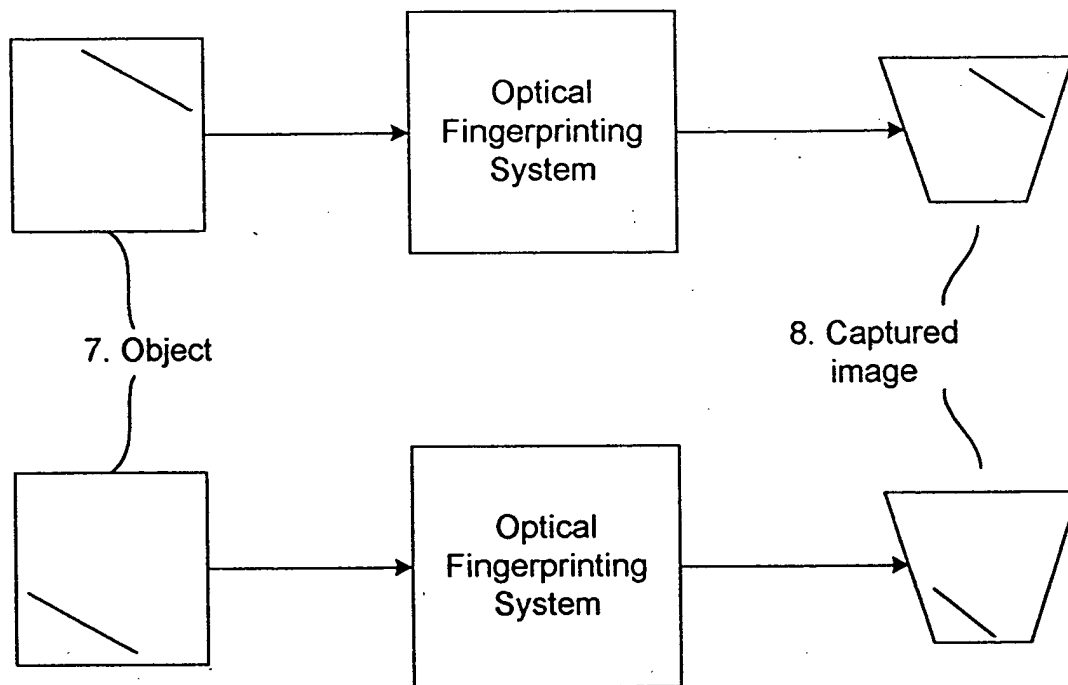 Optical
Fingerprinting
System
7. Object
8. Captured
image
Optical
Fingerprinting
System